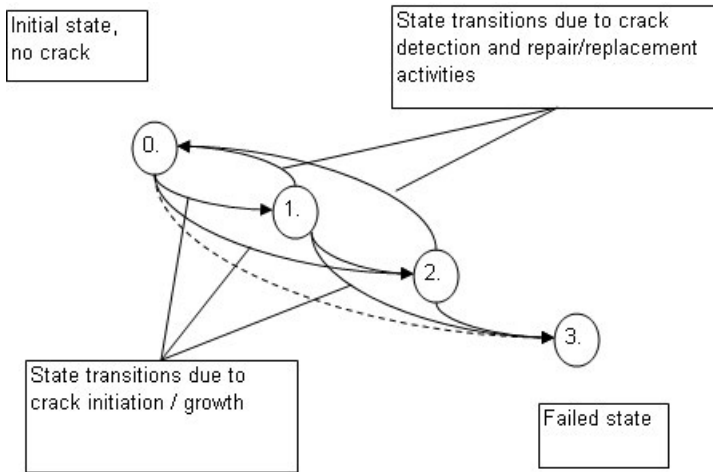 Initial state,
no crack
State transitions due to crack
detection and repair/replacement
activities
0.
1.
2.
3.
State transitions due to
crack initiation / growth
Failed state